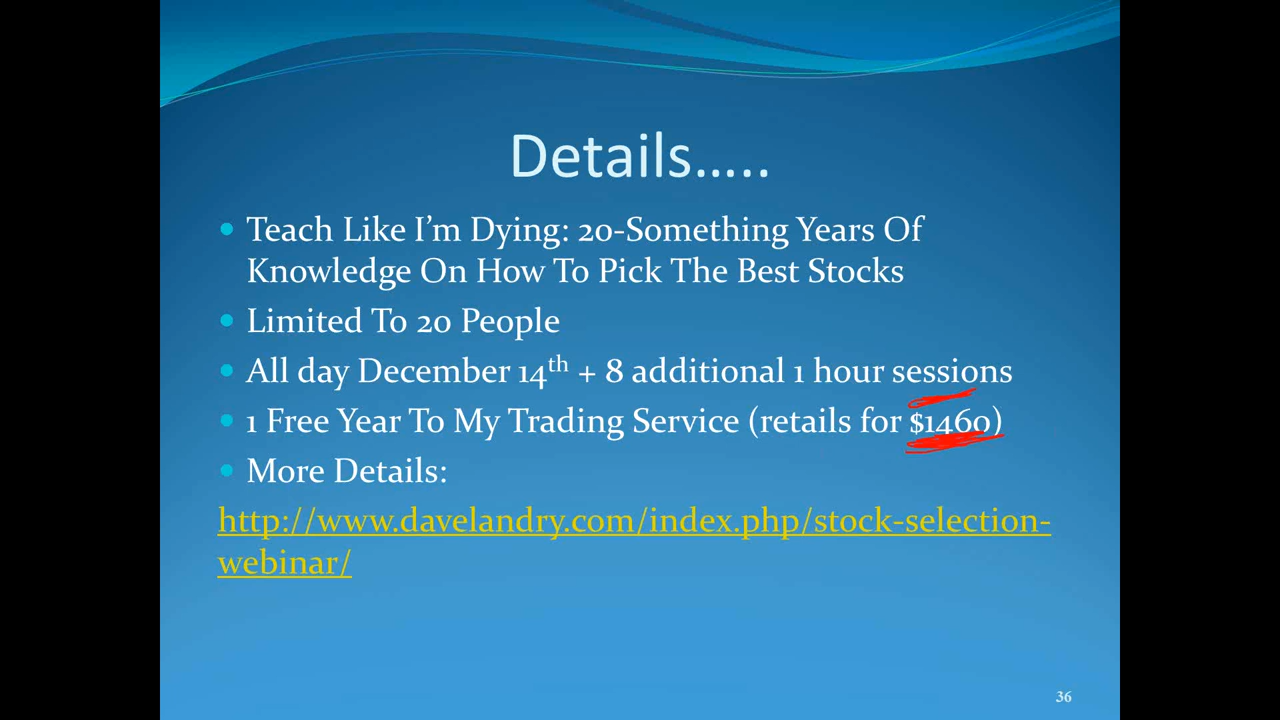 Details…..
Teach Like I’m Dying: 20-Something Years Of
Knowledge On How To Pick The Best Stocks
Limited To 20 People
All day December 14th + 8 additional 1 hour sessions
1 Free Year To My Trading Service (retails for $1460)
More Details:
http://www.davelandry.com/index.php/stock-selection-
webinar/
36